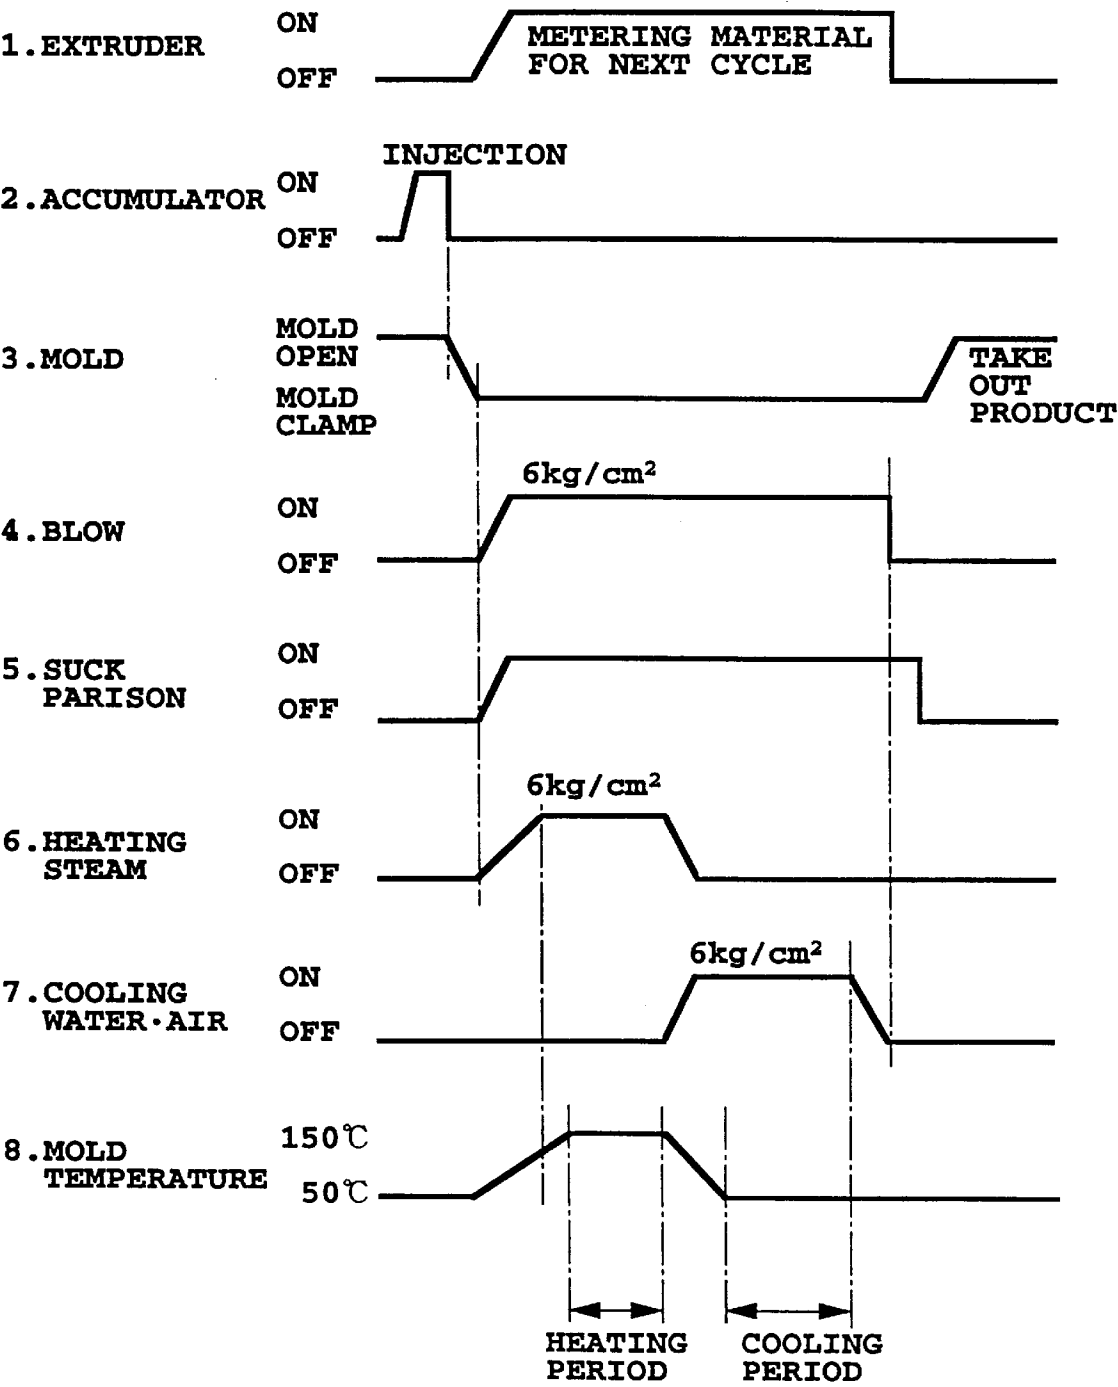 1.EXTRUDER
ON
OFF
METERING MATERIAL
FOR NEXT CYCLE
INJECTION
2.ACCUMULATOR
ON
OFF
3.MOLD
MOLD
OPEN
MOLD
CLAMP
TAKE
OUT
PRODUCT
4.BLOW
ON
OFF
6kg/cm²
5.SUCK
PARISON
ON
OFF
6.HEATING
STEAM
ON
OFF
6kg/cm²
7.COOLING
WATER·AIR
ON
OFF
6kg/cm²
8.MOLD
TEMPERATURE
150℃
50℃
HEATING
PERIOD
COOLING
PERIOD